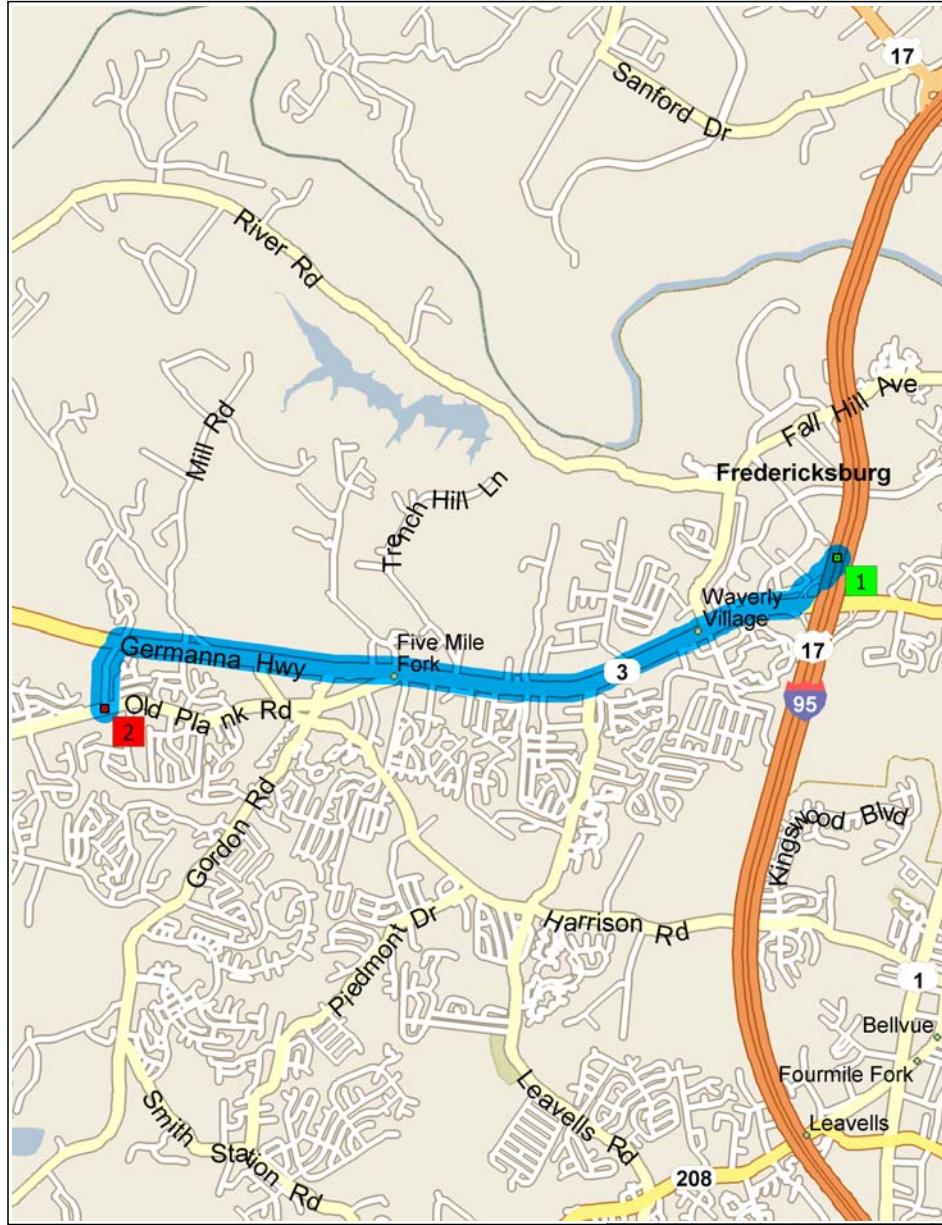 17
Sanford Dr
River Rd
Fall Hill Ave
Mill Rd
Fredericksburg
Trench Hill Ln
1
Waverly
Village
Five Mile
Fork
Germanna Hwy
3
17
95
Old Plank Rd
2
Gordon Rd
Kingswood Blvd
Harrison Rd
Piedmont Dr
1
Bellvue
Fourmile Fork
Leavells Rd
Leavells
Smith Station Rd
208